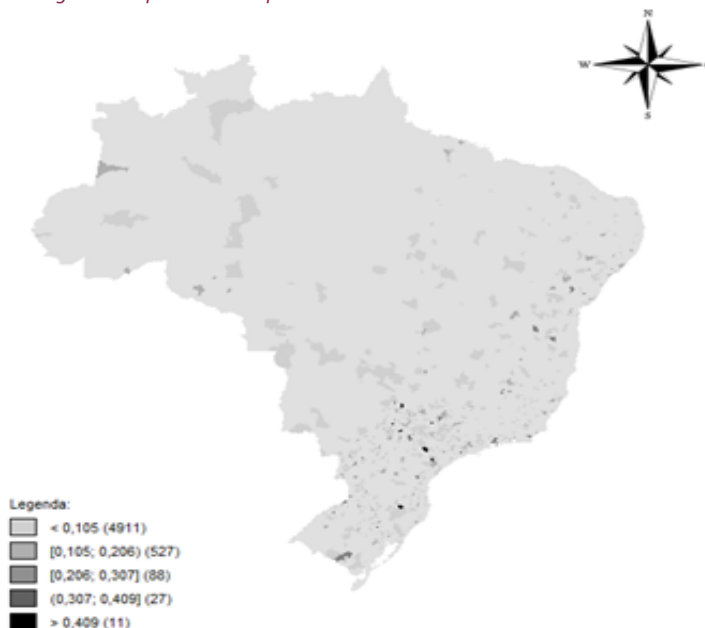 N
W
S
Legenda:
< 0,105 (4911)
[0,105; 0,206) (527)
[0,206; 0,307] (88)
(0,307; 0,409] (27)
> 0,409 (11)